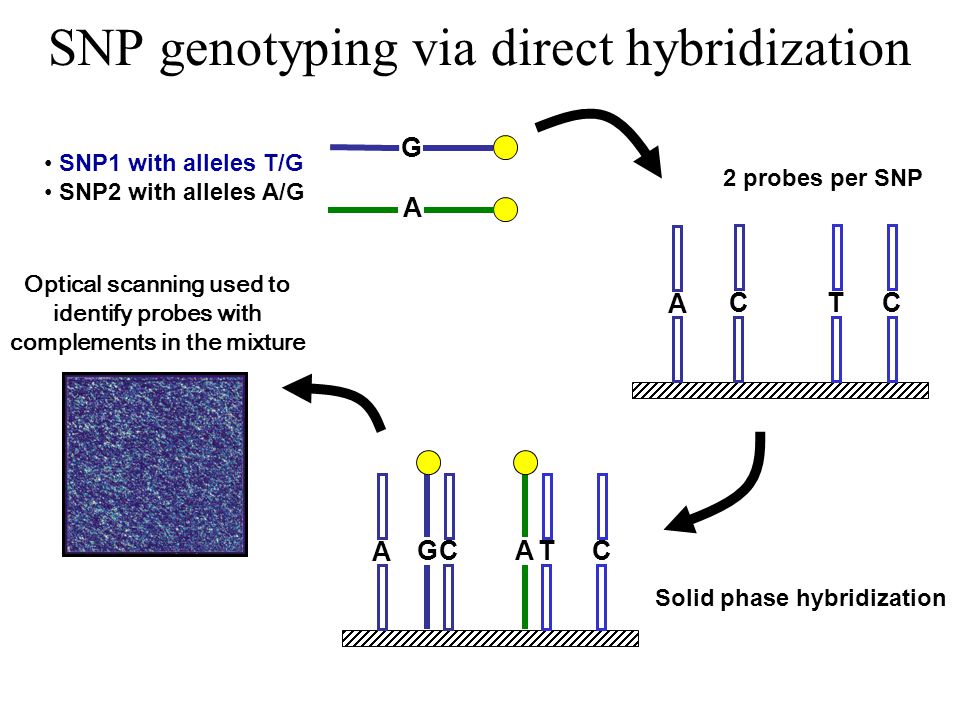 SNP genotyping via direct hybridization
• SNP1 with alleles T/G
• SNP2 with alleles A/G
G
A
2 probes per SNP
A C T C
Optical scanning used to
identify probes with
complements in the mixture
A G C A T C
Solid phase hybridization